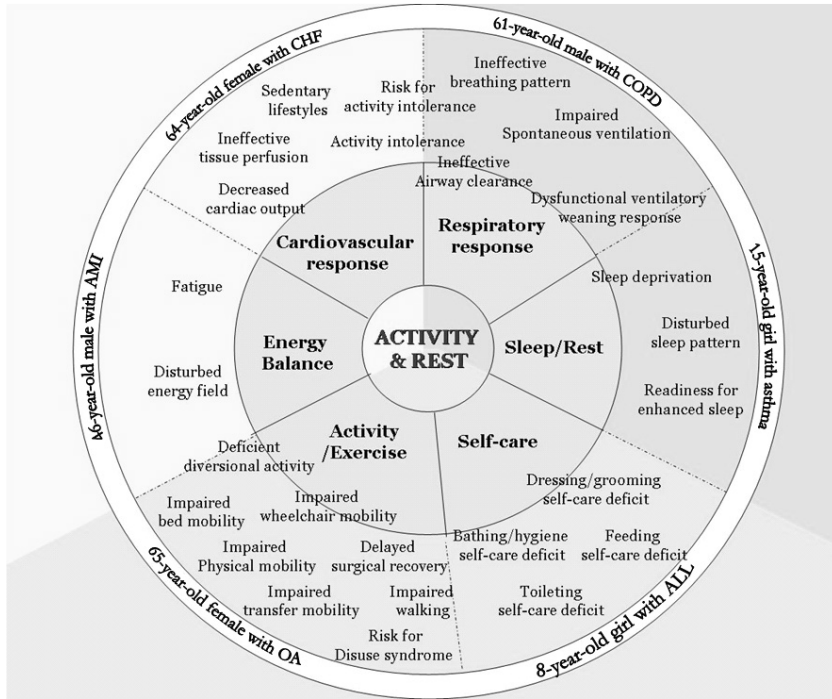 64-year-old female with CHF
61-year-old male with COPD
15-year-old girl with asthma
8-year-old girl with ALL
65-year-old female with OA
46-year-old male with AMI
Sedentary
lifestyles
Risk for
activity intolerance
Ineffective
tissue perfusion
Activity intolerance
Decreased
cardiac output
Cardiovascular
response
Ineffective
breathing pattern
Impaired
Spontaneous ventilation
Ineffective
Airway clearance
Dysfunctional ventilatory
weaning response
Respiratory
response
Sleep deprivation
Disturbed
sleep pattern
Readiness for
enhanced sleep
Sleep/Rest
ACTIVITY
& REST
Fatigue
Disturbed
energy field
Energy
Balance
Activity
/Exercise
Deficient
diversional activity
Impaired
bed mobility
Impaired
wheelchair mobility
Impaired
Physical mobility
Delayed
surgical recovery
Impaired
transfer mobility
Impaired
walking
Risk for
Disuse syndrome
Self-care
Dressing/grooming
self-care deficit
Bathing/hygiene
self-care deficit
Feeding
self-care deficit
Toileting
self-care deficit